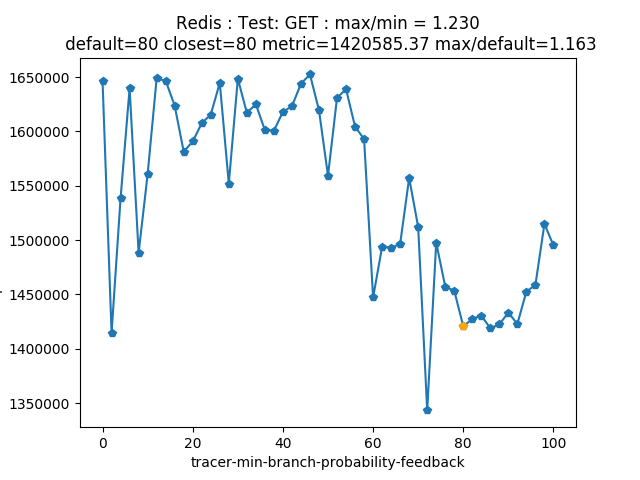 Redis : Test: GET : max/min = 1.230
default=80 closest=80 metric=1420585.37 max/default=1.163
1650000
1600000
1550000
1500000
1450000
1400000
1350000
0 20 40 60 80 100
tracer-min-branch-probability-feedback